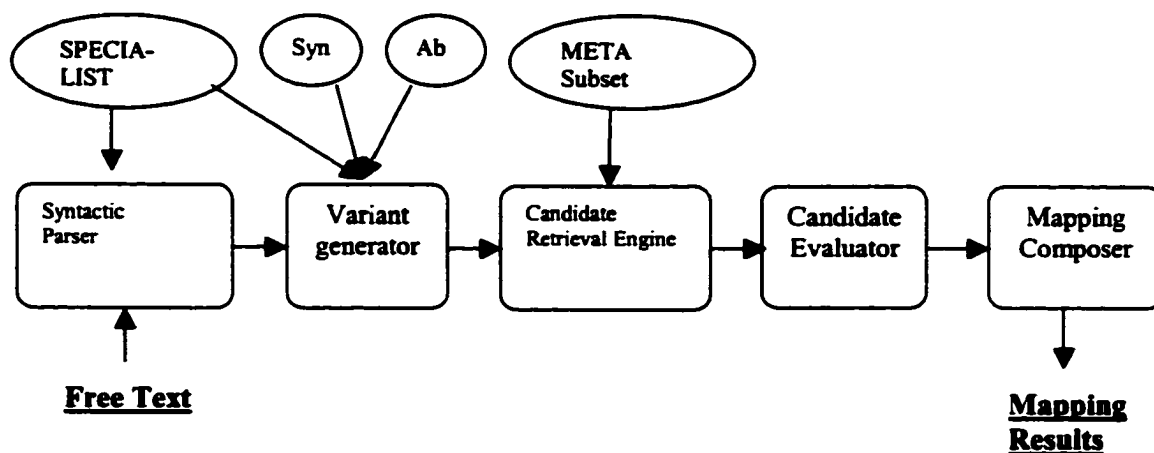 SPECIA-
LIST
Syn
Ab
META
Subset
Syntactic
Parser
Variant
generator
Candidate
Retrieval Engine
Candidate
Evaluator
Mapping
Composer
Free Text
Mapping
Results